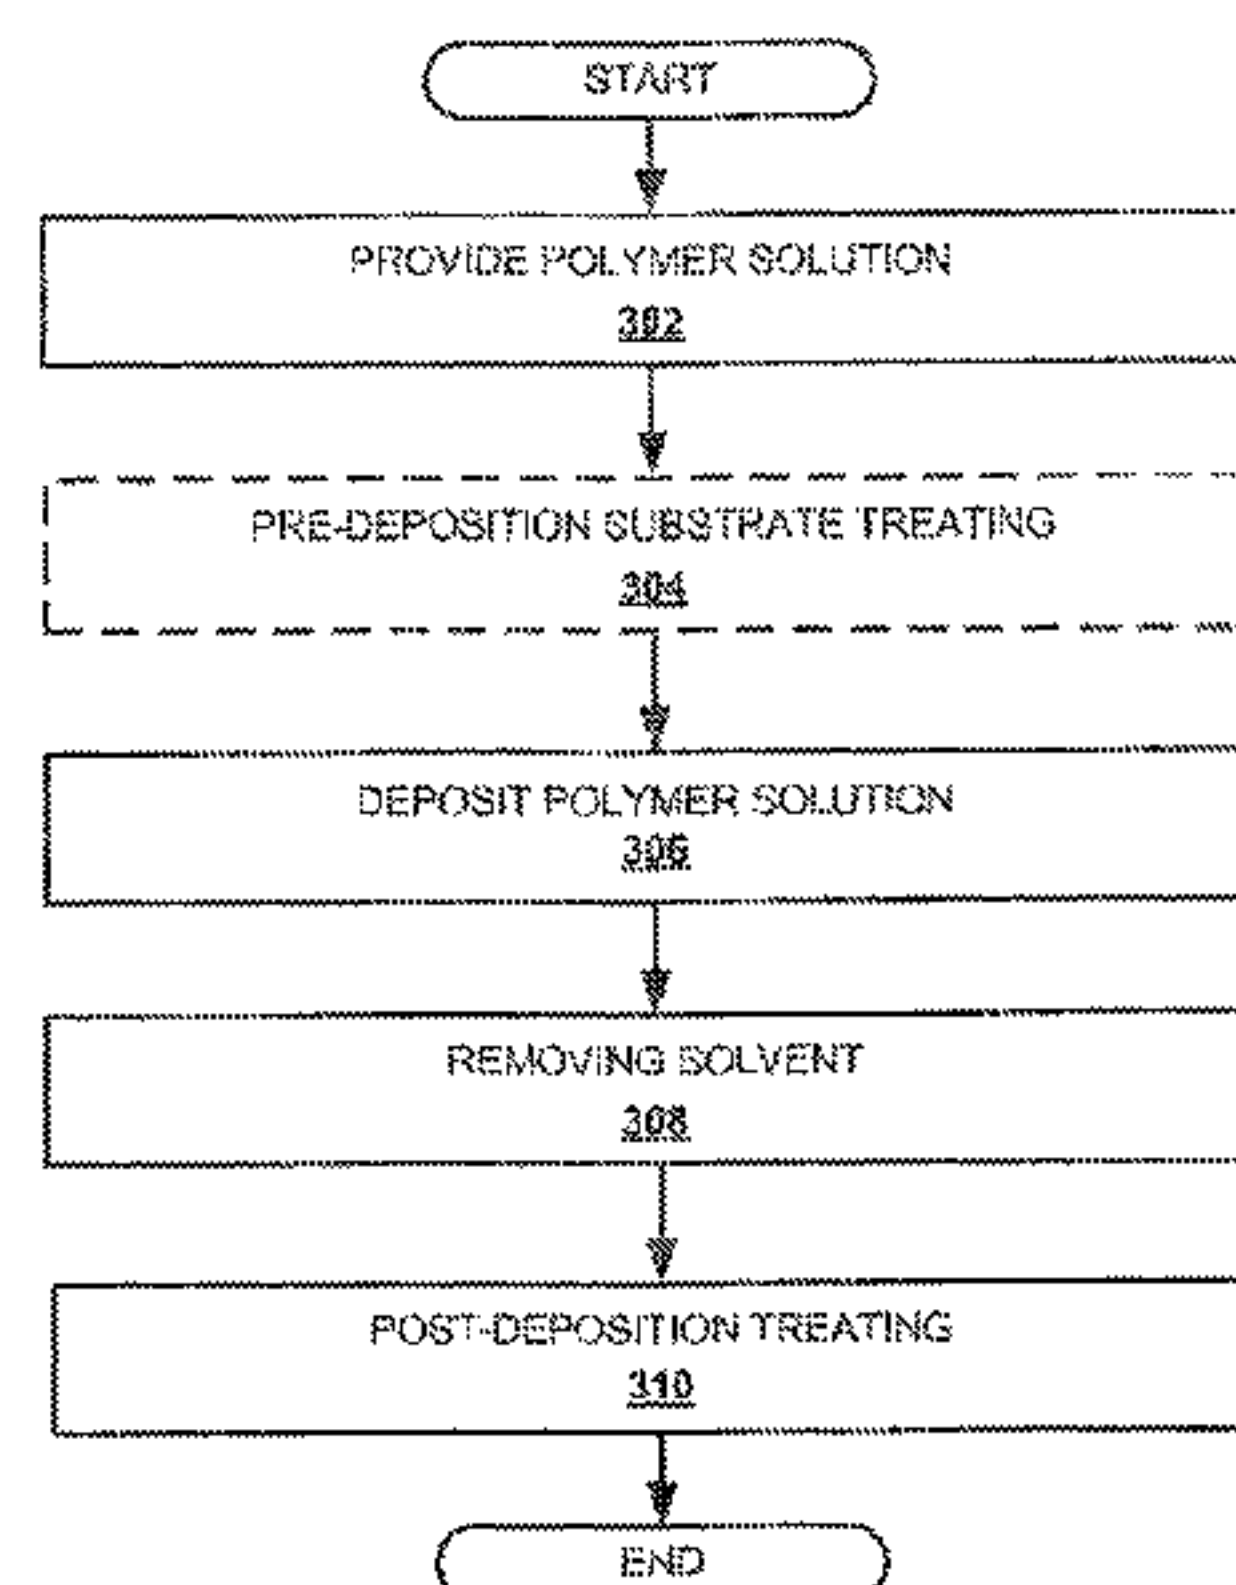 START
PROVIDE POLYMER SOLUTION
302
PRE-DEPOSITION SUBSTRATE TREATING
304
DEPOSIT POLYMER SOLUTION
306
REMOVING SOLVENT
308
POST-DEPOSITION TREATING
310
END